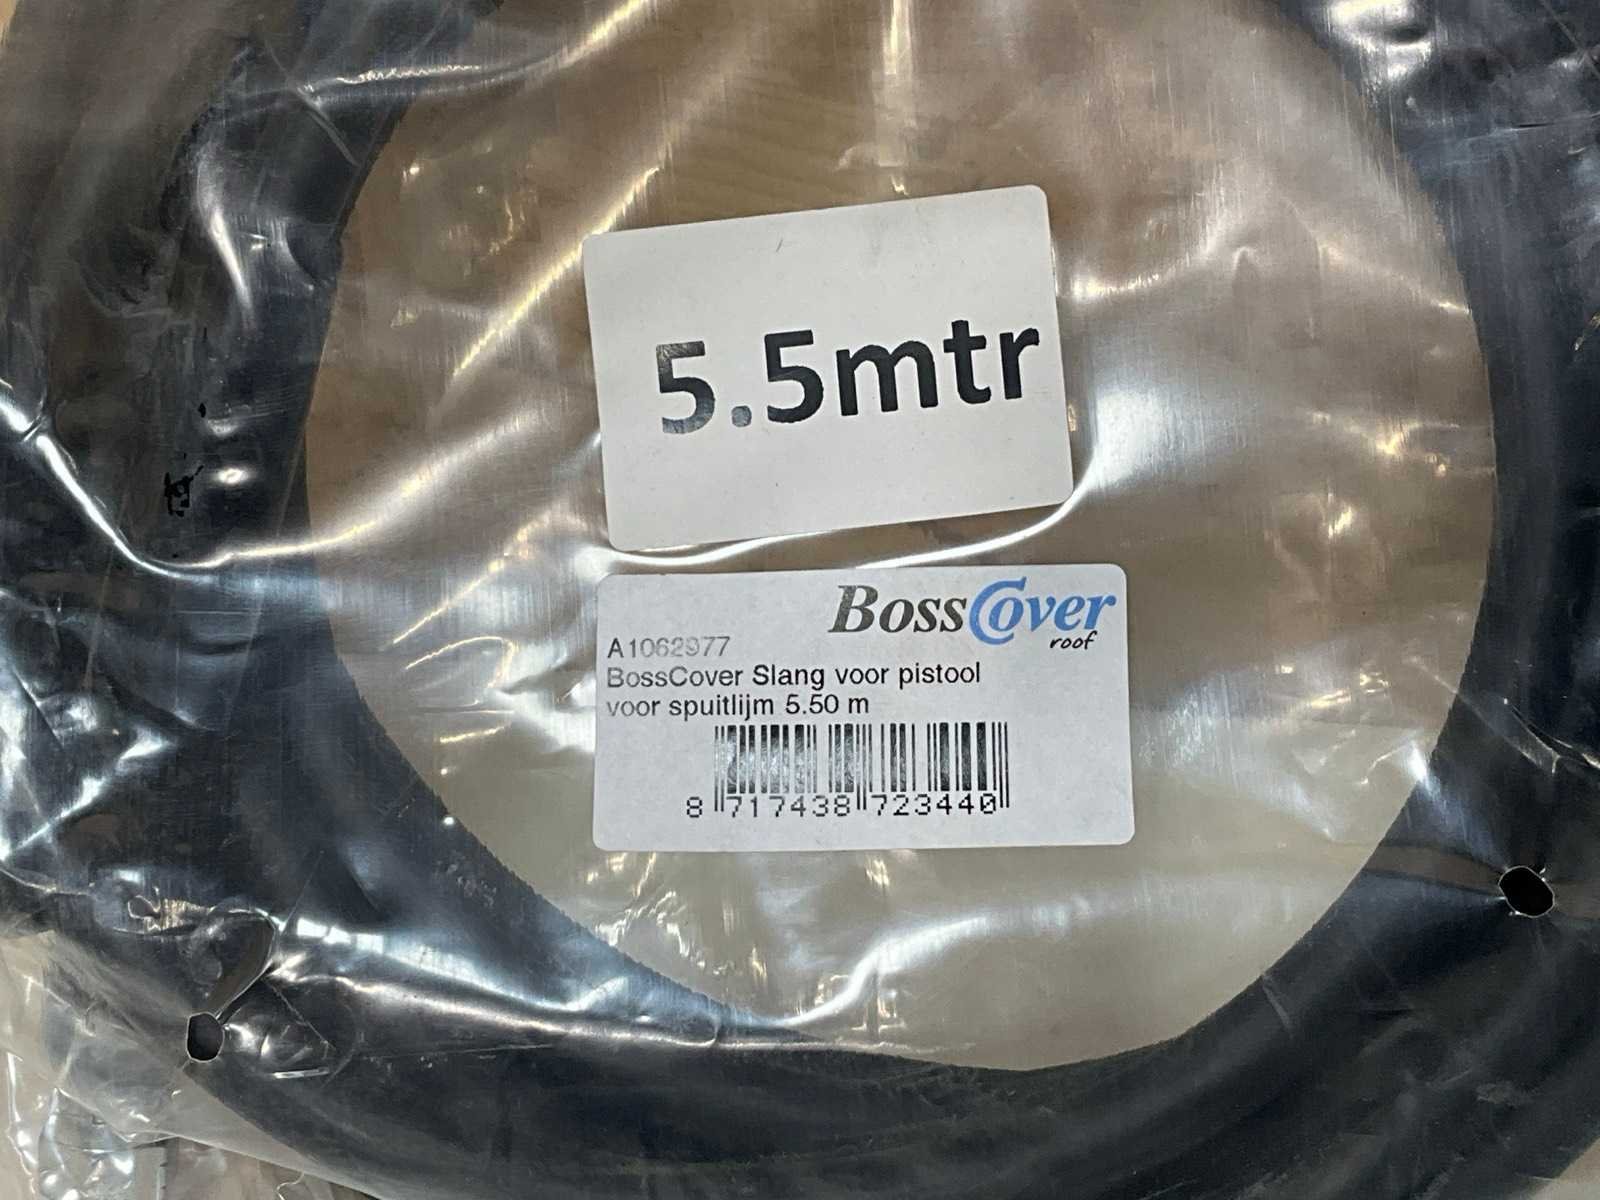 5.5mtr
BossCover
roof
A1062977
BossCover Slang voor pistool
voor spuitlijm 5.50 m
8 717438 723440